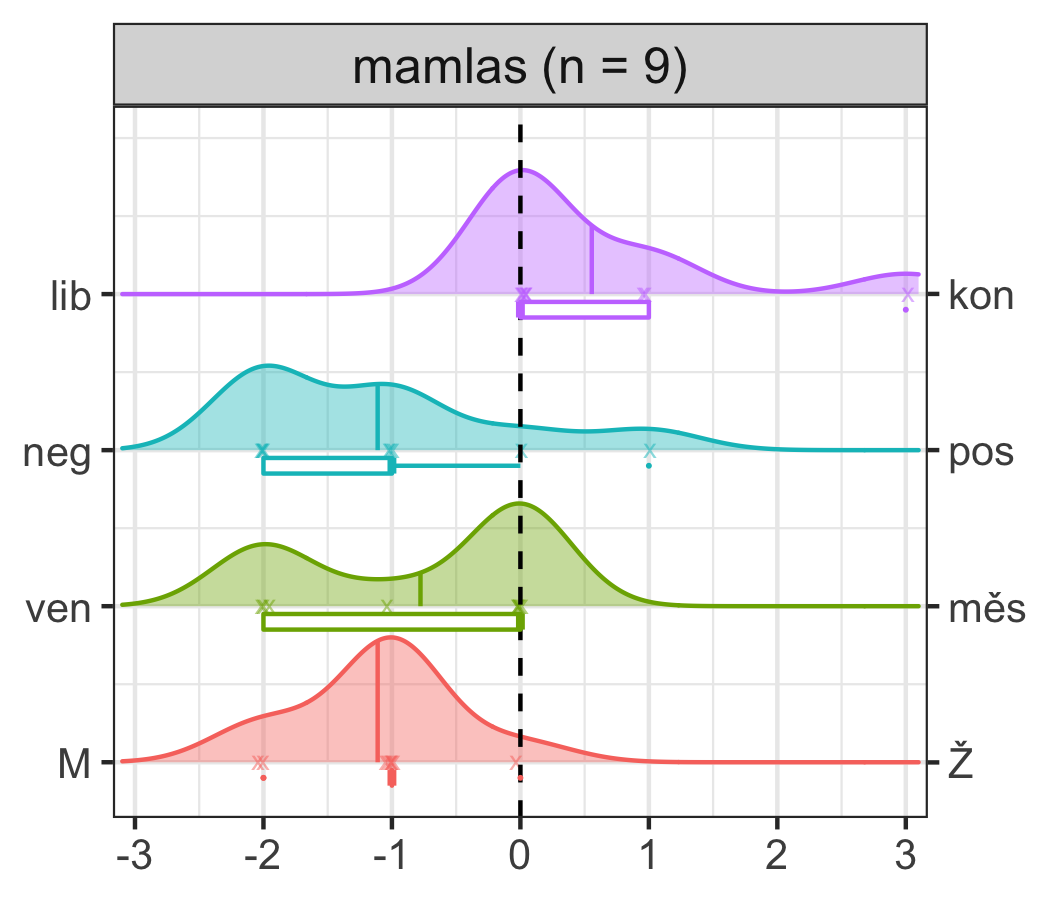 mamlas (n = 9)
lib kon
neg pos
ven měs
M Ž
-3 -2 -1 0 1 2 3